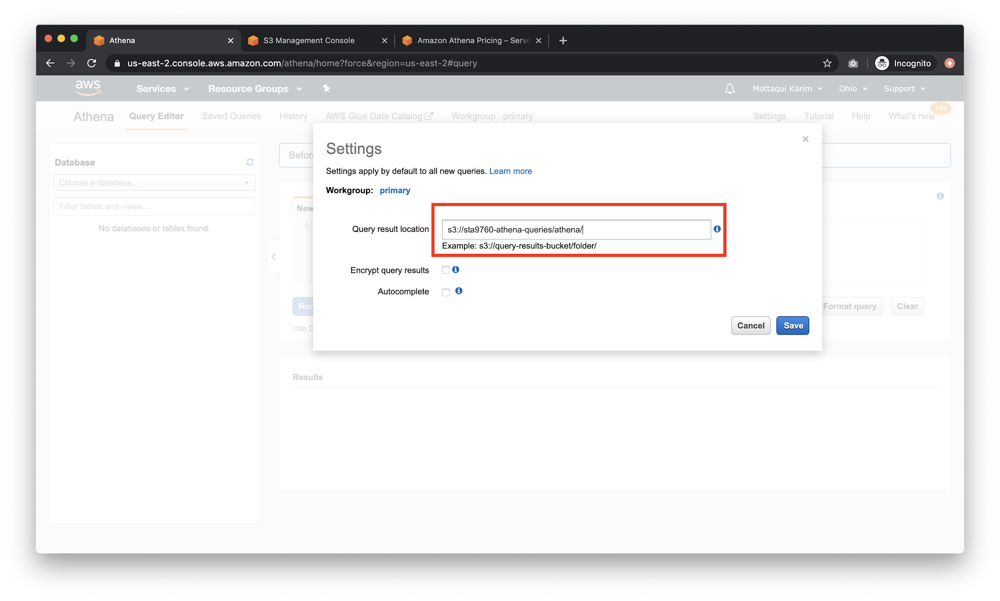 Athena
S3 Management Console
Amazon Athena Pricing – Serve
us-east-2.console.aws.amazon.com/athena/home?force&region=us-east-2#query
Incognito
aws
Services
Resource Groups
Mottaqui Karim
Ohio
Support
Athena
Query Editor
Saved Queries
History
AWS Glue Data Catalog
Workgroup : primary
Settings
Tutorial
Help
What's new
10+
Database
Choose a database...
Filter tables and views...
No databases or tables found.
Befor
New
1
Run
Use C
Format query
Clear
Results
Settings
Settings apply by default to all new queries. Learn more
Workgroup: primary
Query result location
s3://sta9760-athena-queries/athena/
Example: s3://query-results-bucket/folder/
Encrypt query results
Autocomplete
Cancel
Save